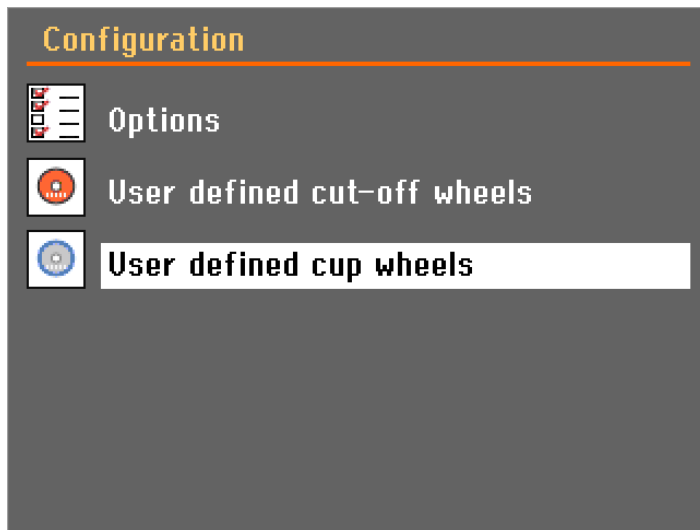 Configuration
Options
User defined cut-off wheels
User defined cup wheels